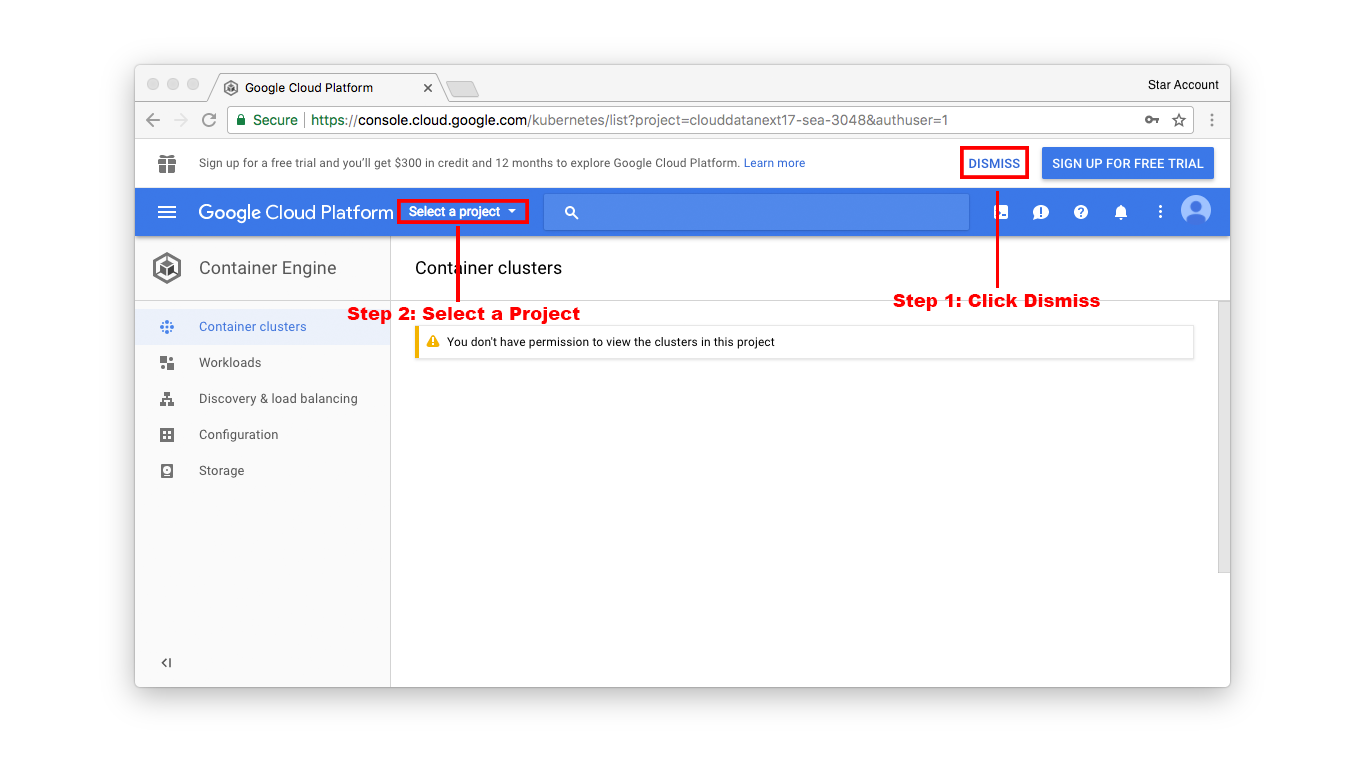 Google Cloud Platform
Star Account
Secure https://console.cloud.google.com/kubernetes/list?project=clouddatanext17-sea-3048&authuser=1
Sign up for a free trial and you'll get $300 in credit and 12 months to explore Google Cloud Platform. Learn more
DISMISS
SIGN UP FOR FREE TRIAL
Google Cloud Platform
Select a project
Container Engine
Container clusters
Step 1: Click Dismiss
Step 2: Select a Project
Container clusters
You don't have permission to view the clusters in this project
Workloads
Discovery & load balancing
Configuration
Storage